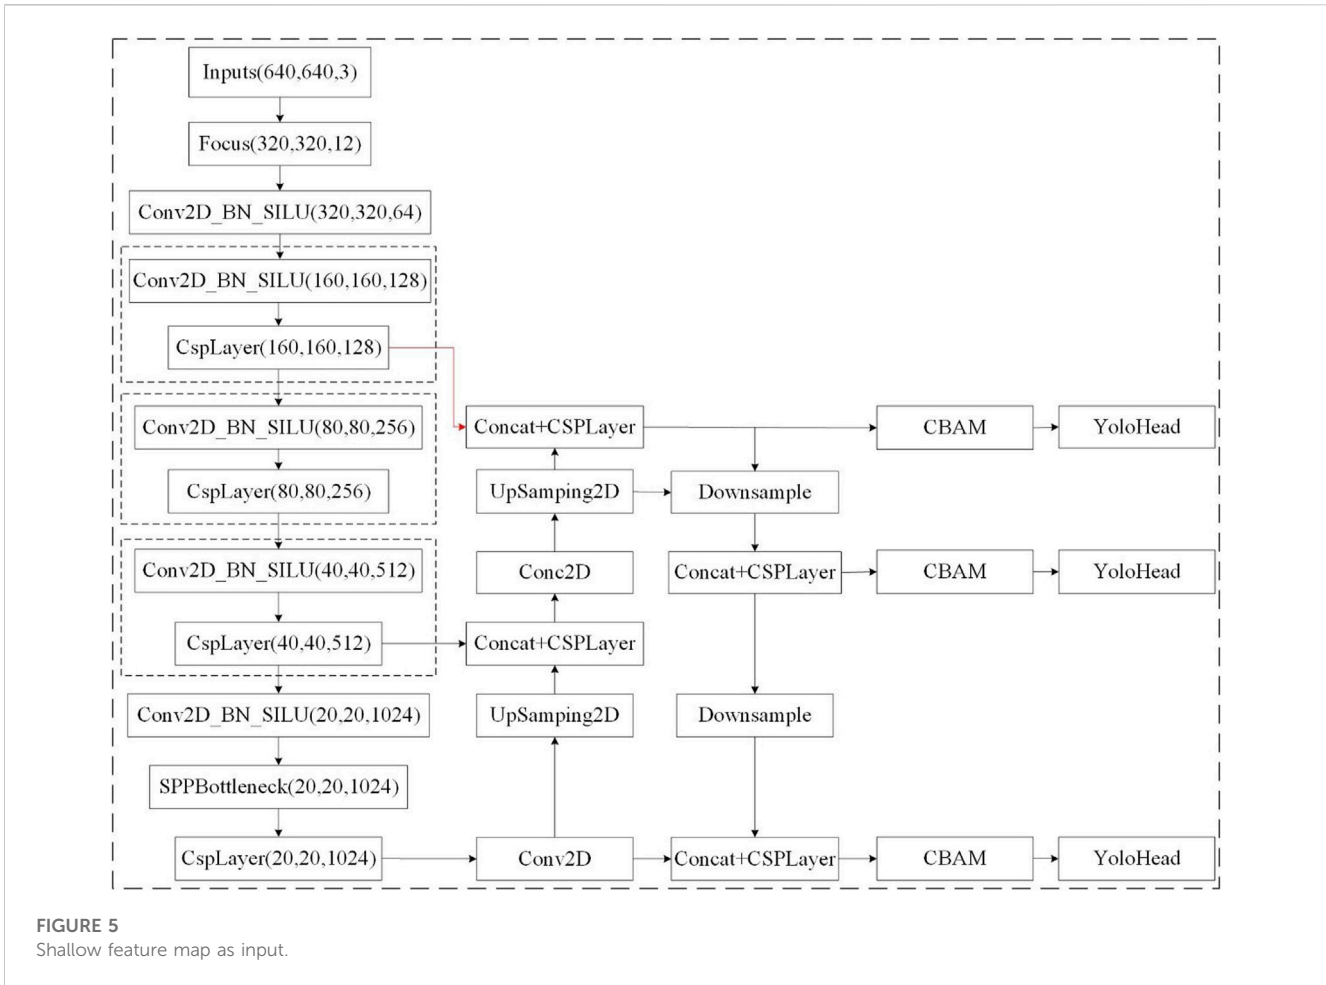 Inputs(640,640,3)
Focus(320,320,12)
Conv2D_BN_SILU(320,320,64)
Conv2D_BN_SILU(160,160,128)
CspLayer(160,160,128)
Conv2D_BN_SILU(80,80,256)
Concat+CSPLayer
CBAM
YoloHead
CspLayer(80,80,256)
UpSamping2D
Downsample
Conv2D_BN_SILU(40,40,512)
Conc2D
Concat+CSPLayer
CBAM
YoloHead
CspLayer(40,40,512)
Concat+CSPLayer
Conv2D_BN_SILU(20,20,1024)
UpSamping2D
Downsample
SPPBottleneck(20,20,1024)
CspLayer(20,20,1024)
Conv2D
Concat+CSPLayer
CBAM
YoloHead
FIGURE 5
Shallow feature map as input.